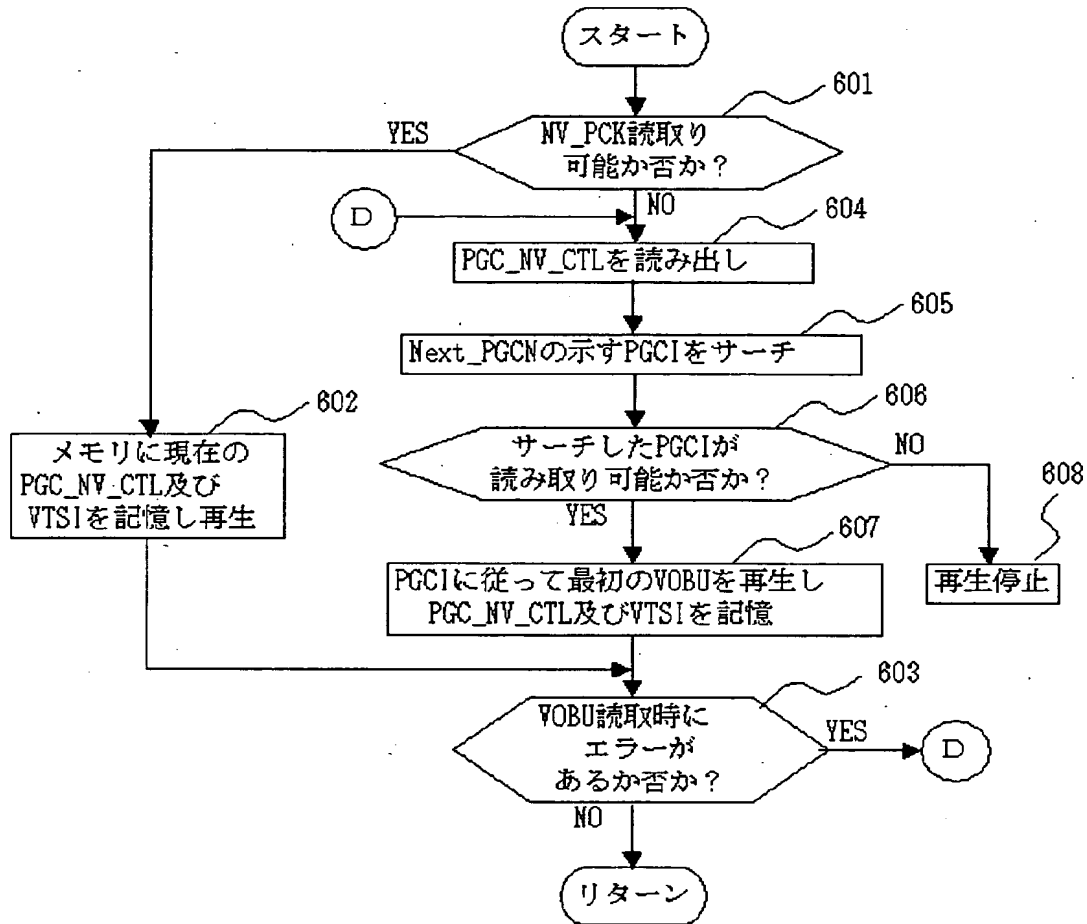 スタート
601
NV_PCK読取り
可能か否か?
YES
NO
D
604
PGC_NV_CTLを読み出し
605
Next_PGCNの示すPGCIをサーチ
606
サーチしたPGCIが
読み取り可能か否か?
NO
YES
602
メモリに現在の
PGC_NV_CTL及び
VTSIを記憶し再生
608
再生停止
607
PGCIに従って最初のVOBUを再生し
PGC_NV_CTL及びVTSIを記憶
603
VOBU読取時に
エラーが
あるか否か?
YES
D
NO
リターン